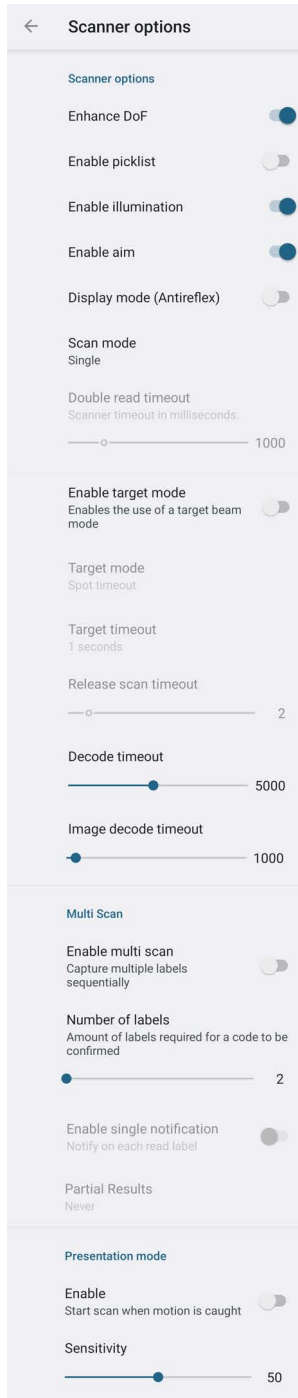 Scanner options
Scanner options
Enhance DoF
Enable picklist
Enable illumination
Enable aim
Display mode (Antireflex)
Scan mode
Single
Double read timeout
Scanner timeout in milliseconds.
1000
Enable target mode
Enables the use of a target beam
mode
Target mode
Spot timeout
Target timeout
1 seconds
Release scan timeout
2
Decode timeout
5000
Image decode timeout
1000
Multi Scan
Enable multi scan
Capture multiple labels
sequentially
Number of labels
Amount of labels required for a code to be
confirmed
2
Enable single notification
Notify on each read label
Partial Results
Never
Presentation mode
Enable
Start scan when motion is caught
Sensitivity
50